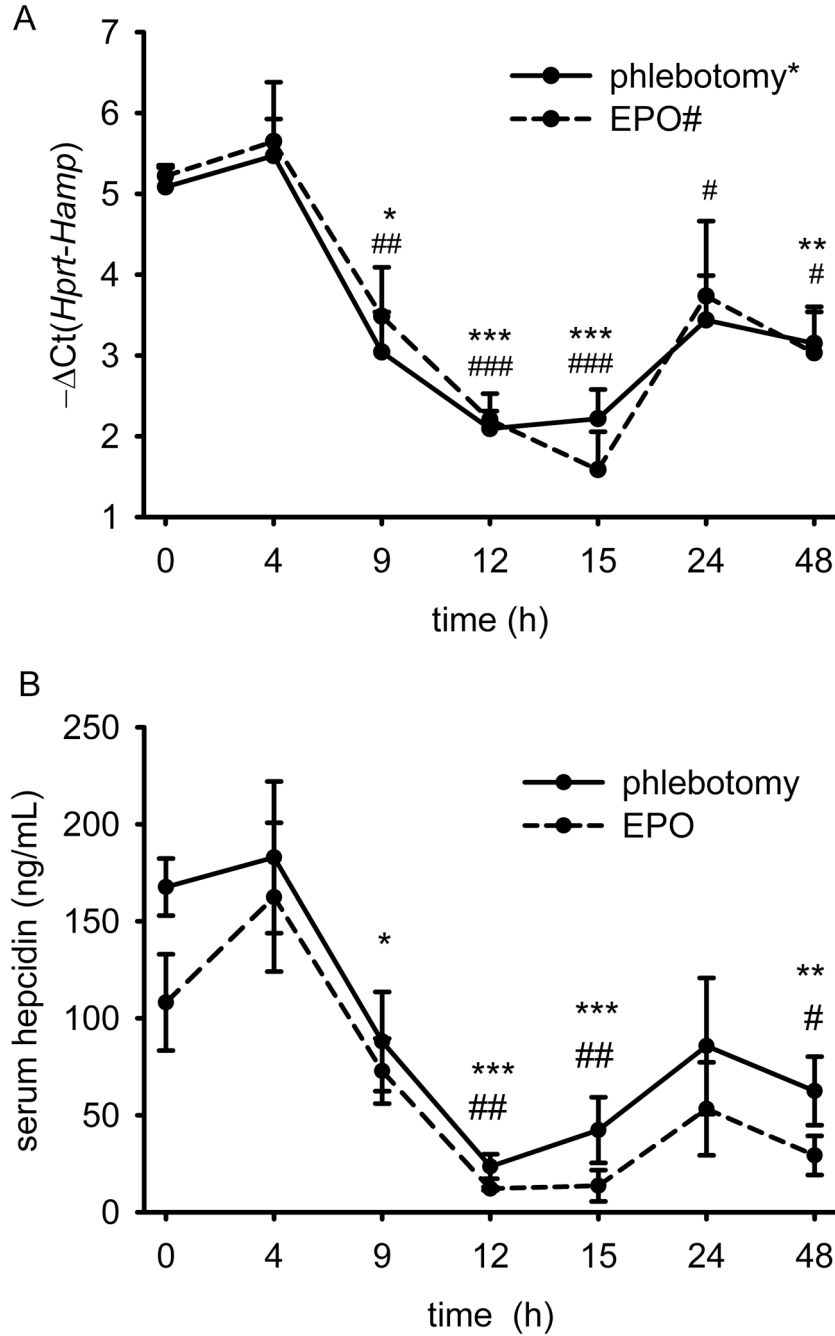 A
7
phlebotomy*
6
EPO#
5
4
3
2
1
−ΔCt(Hprt-Hamp)
*
##
***
###
***
###
#
**
#
0 4 9 12 15 24 48
time (h)
B
250
phlebotomy
200
EPO
150
100
50
0
serum hepcidin (ng/mL)
*
***
##
***
##
**
#
0 4 9 12 15 24 48
time (h)